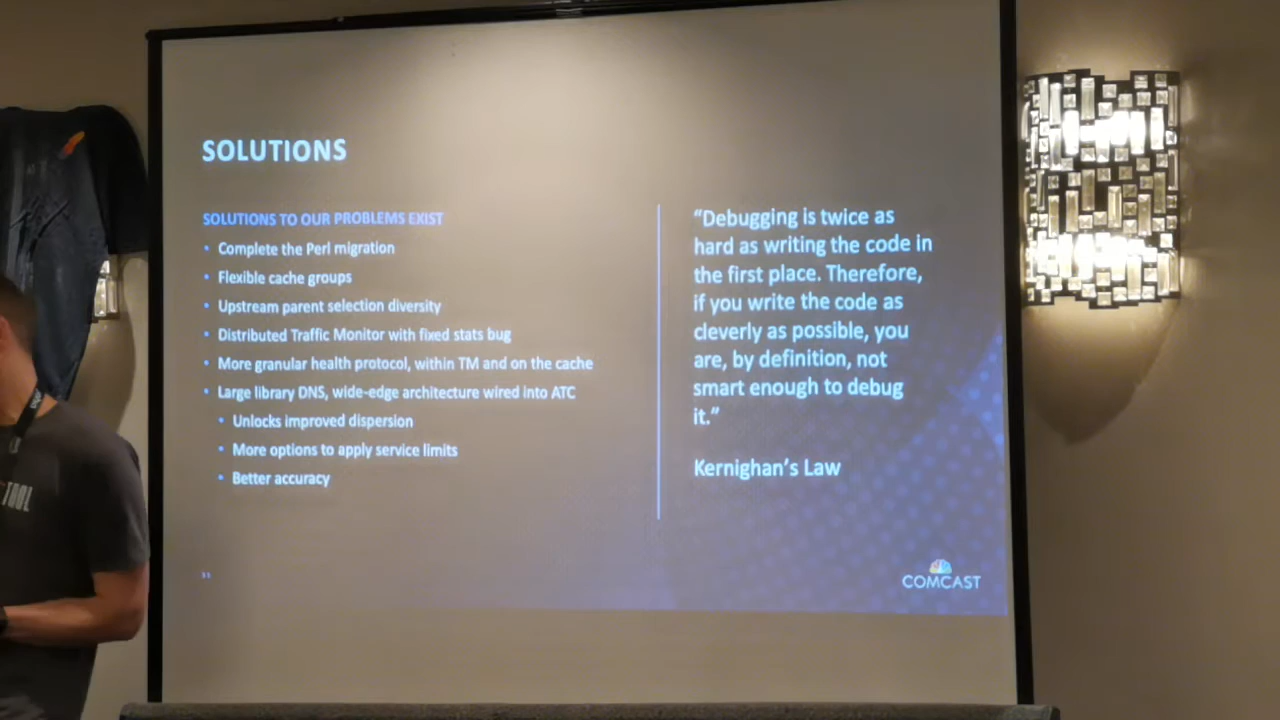 SOLUTIONS
SOLUTIONS TO OUR PROBLEMS EXIST
• Complete the Perl migration
• Flexible cache groups
• Upstream parent selection diversity
• Distributed Traffic Monitor with fixed stats bug
• More granular health protocol, within TM and on the cache
• Large library DNS, wide-edge architecture wired into ATC
• Unlocks improved dispersion
• More options to apply service limits
• Better accuracy
“Debugging is twice as
hard as writing the code in
the first place. Therefore,
if you write the code as
cleverly as possible, you
are, by definition, not
smart enough to debug
it.”
Kernighan’s Law
COMCAST
TOOL